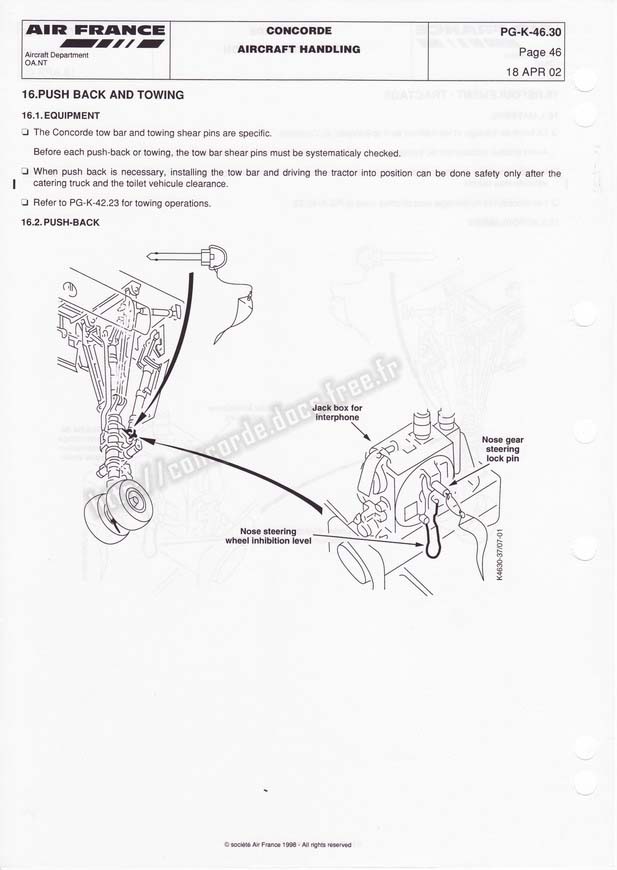 AIR FRANCE
Aircraft Department
OA.NT
CONCORDE
AIRCRAFT HANDLING
PG-K-46.30
Page 46
18 APR 02
16.PUSH BACK AND TOWING
16.1.EQUIPMENT
❑ The Concorde tow bar and towing shear pins are specific.
Before each push-back or towing, the tow bar shear pins must be systematicaly checked.
❑ When push back is necessary, installing the tow bar and driving the tractor into position can be done safety only after the
catering truck and the toilet vehicule clearance.
❑ Refer to PG-K-42.23 for towing operations.
16.2.PUSH-BACK
Jack box for
interphone
Nose gear
steering
lock pin
Nose steering
wheel inhibition level
K4630-37/07-01
http://concorde.docs.free.fr
© société Air France 1998 - All rights reserved